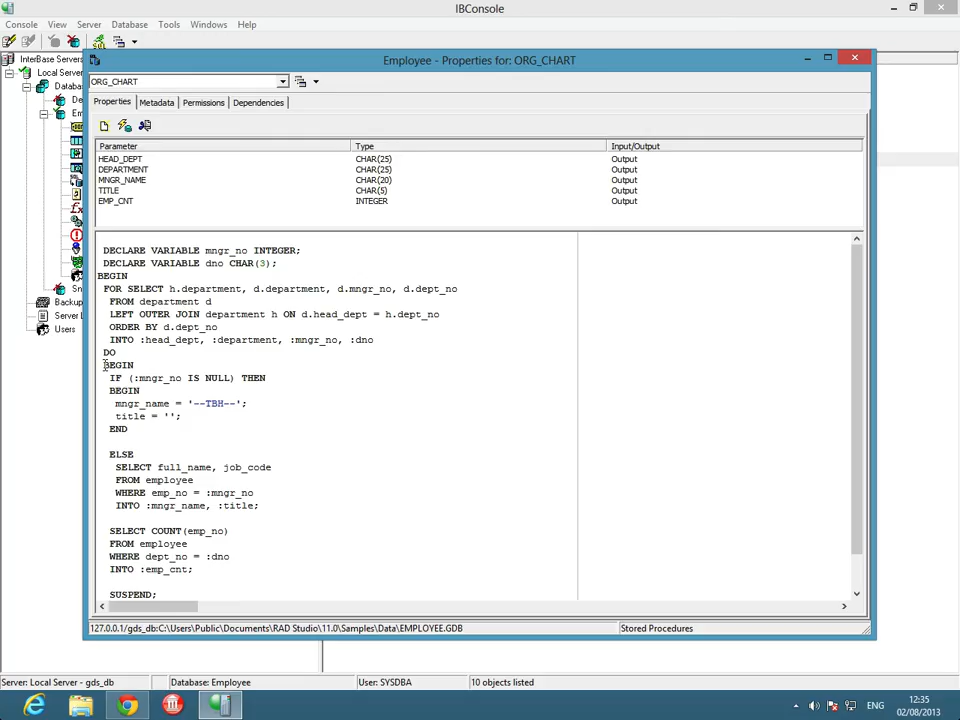 IBConsole
Console View Server Database Tools Windows Help
InterBase Servers
Local Server
Employee - Properties for: ORG_CHART
ORG_CHART
Properties Metadata Permissions Dependencies
Parameter Type Input/Output
HEAD_DEPT CHAR(25) Output
DEPARTMENT CHAR(25) Output
MNGR_NAME CHAR(20) Output
TITLE CHAR(5) Output
EMP_CNT INTEGER Output
DECLARE VARIABLE mngr_no INTEGER;
DECLARE VARIABLE dno CHAR(3);
BEGIN
FOR SELECT h.department, d.department, d.mngr_no, d.dept_no
FROM department d
LEFT OUTER JOIN department h ON d.head_dept = h.dept_no
ORDER BY d.dept_no
INTO :head_dept, :department, :mngr_no, :dno
DO
BEGIN
IF (:mngr_no IS NULL) THEN
BEGIN
mngr_name = '--TBH--';
title = '';
END
ELSE
SELECT full_name, job_code
FROM employee
WHERE emp_no = :mngr_no
INTO :mngr_name, :title;
SELECT COUNT(emp_no)
FROM employee
WHERE dept_no = :dno
INTO :emp_cnt;
SUSPEND;
Backup
Users
127.0.0.1/gds_db:C:\Users\Public\Documents\RAD Studio\11.0\Samples\Data\EMPLOYEE.GDB Stored Procedures
Server: Local Server - gds_db Database: Employee User: SYSDBA 10 objects listed
ENG 12:35
02/08/2013